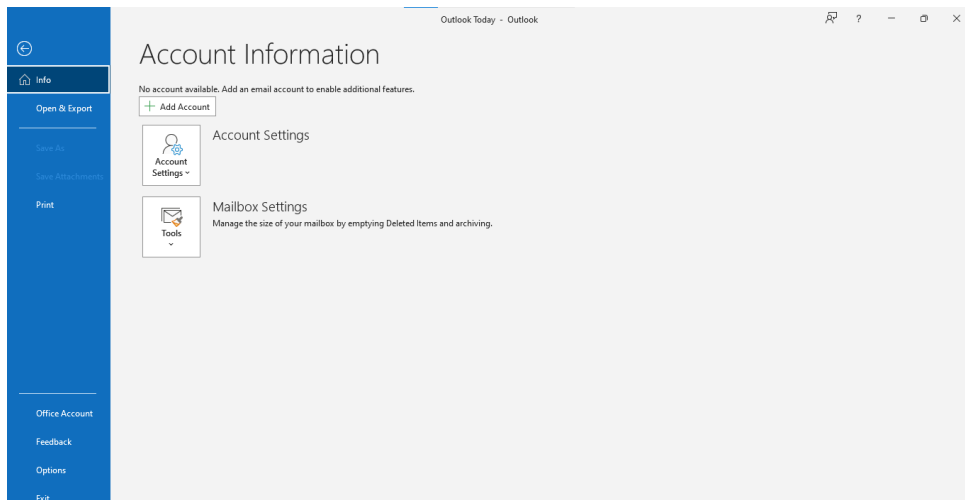 Outlook Today - Outlook
?
Account Information
Info
No account available. Add an email account to enable additional features.
Add Account
Open & Export
Account Settings
Account
Settings
Save As
Save Attachments
Print
Mailbox Settings
Manage the size of your mailbox by emptying Deleted Items and archiving.
Tools
Office Account
Feedback
Options
Exit